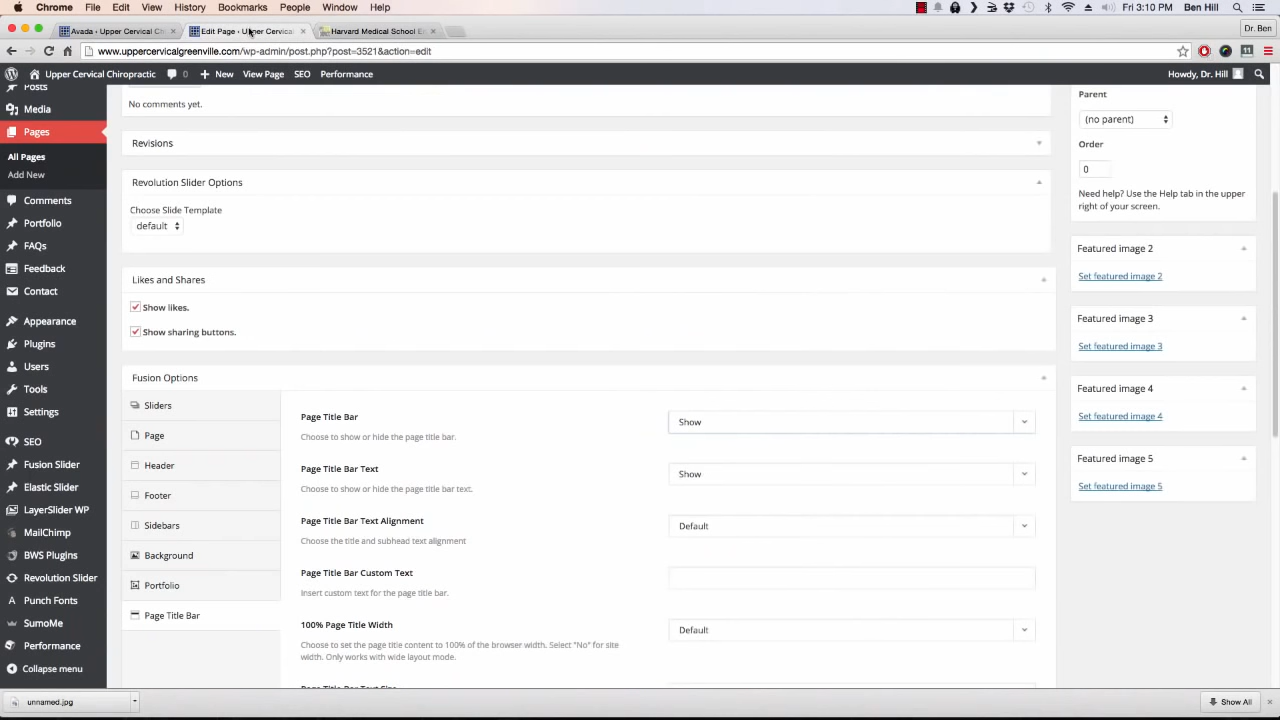 Chrome File Edit View History Bookmarks People Window Help
Fri 3:10 PM Ben Hill
Avada · Upper Cervical Ch
Edit Page ‹ Upper Cervical
Harvard Medical School
Dr. Ben
www.uppercervicalgreenville.com/wp-admin/post.php?post=3521&action=edit
Upper Cervical Chiropractic 0 New View Page SEO Performance
Howdy, Dr. Hill
Posts
Media
Pages
All Pages
Add New
Comments
Portfolio
FAQs
Feedback
Contact
Appearance
Plugins
Users
Tools
Settings
SEO
Fusion Slider
Elastic Slider
LayerSlider WP
MailChimp
BWS Plugins
Revolution Slider
Punch Fonts
SumoMe
Performance
Collapse menu
No comments yet.
Revisions
Revolution Slider Options
Choose Slide Template
default
Likes and Shares
Show likes.
Show sharing buttons.
Fusion Options
Sliders
Page
Header
Footer
Sidebars
Background
Portfolio
Page Title Bar
Page Title Bar
Choose to show or hide the page title bar.
Show
Page Title Bar Text
Choose to show or hide the page title bar text.
Show
Page Title Bar Text Alignment
Choose the title and subhead text alignment
Default
Page Title Bar Custom Text
Insert custom text for the page title bar.
100% Page Title Width
Choose to set the page title content to 100% of the browser width. Select "No" for site
width. Only works with wide layout mode.
Default
Page Title Bar Text Size
Parent
(no parent)
Order
0
Need help? Use the Help tab in the upper
right of your screen.
Featured image 2
Set featured image 2
Featured image 3
Set featured image 3
Featured image 4
Set featured image 4
Featured image 5
Set featured image 5
unnamed.jpg
Show All